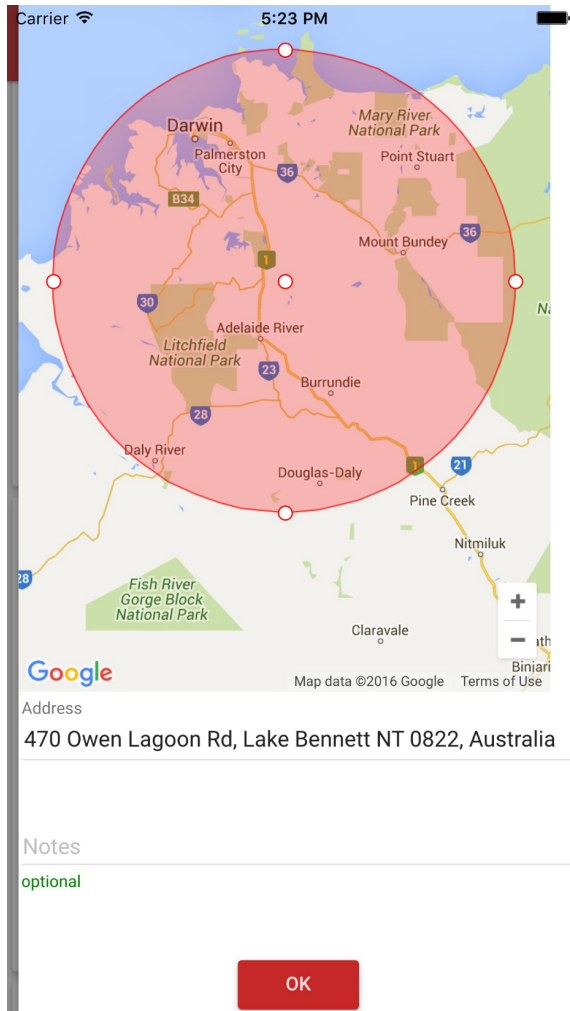 Carrier 5:23 PM
Mary River
National Park
Darwin
Palmerston
City
Point Stuart
36
B34
36
Mount Bundey
1
30
Adelaide River
Litchfield
National Park
23
Burrundie
28
Daly River
1
21
Douglas-Daly
Pine Creek
Nitmiluk
28
Fish River
Gorge Block
National Park
+
Claravale
−
Binjari
Google
Map data ©2016 Google Terms of Use
Address
470 Owen Lagoon Rd, Lake Bennett NT 0822, Australia
Notes
optional
OK